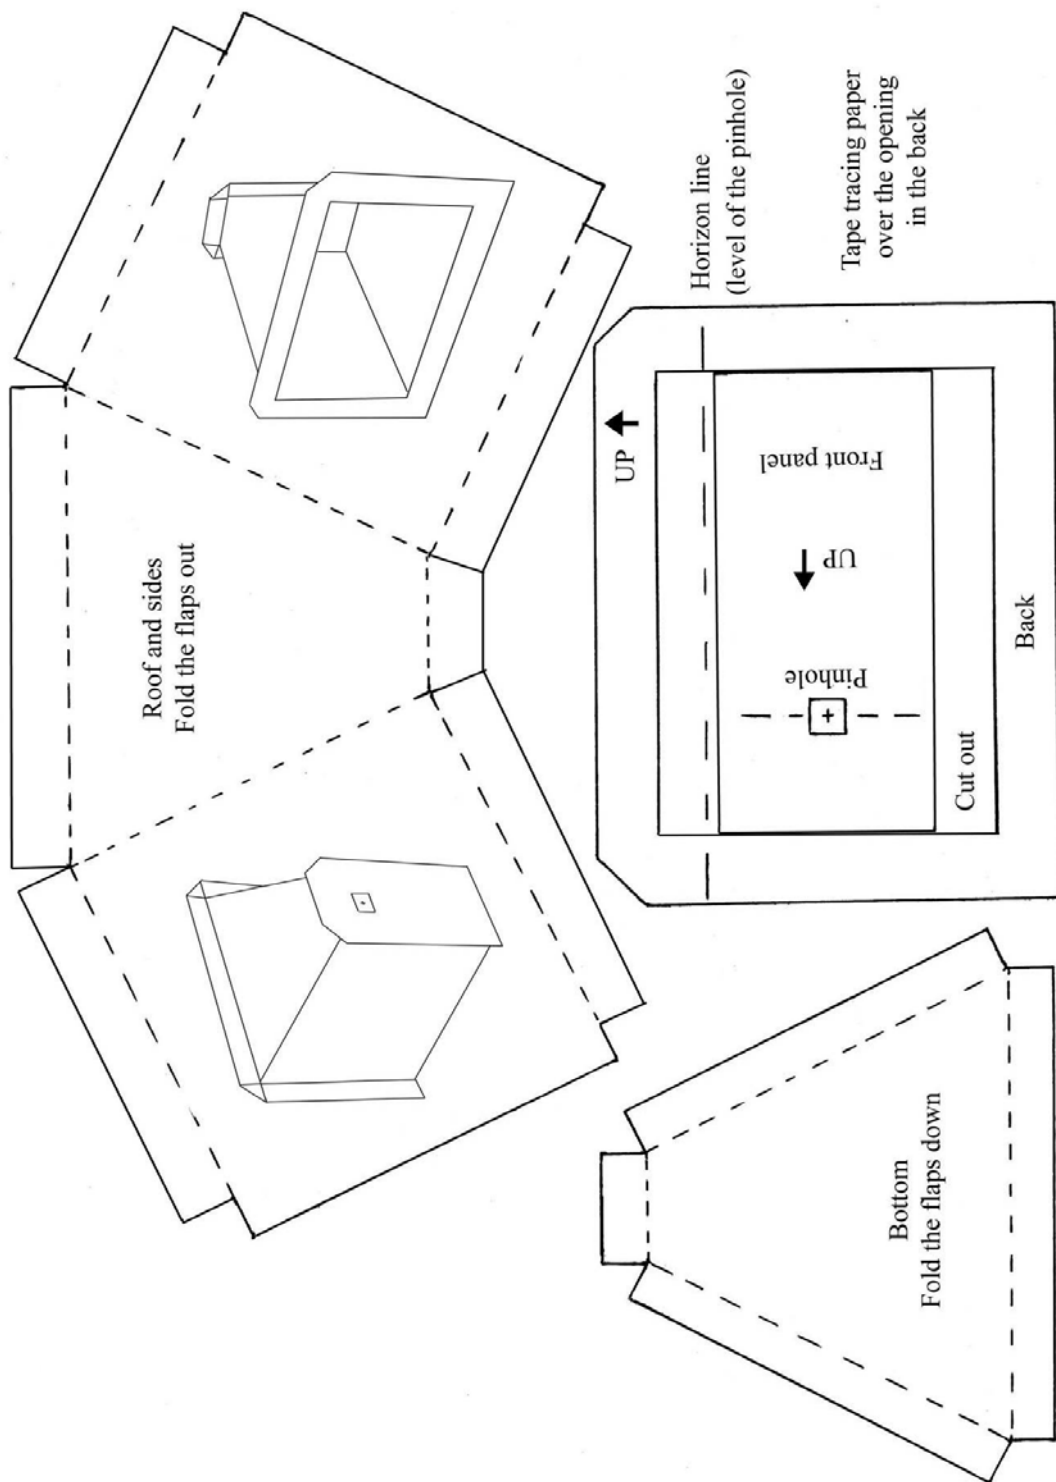 Roof and sides
Fold the flaps out
Horizon line
(level of the pinhole)
Tape tracing paper
over the opening
in the back
UP
Front panel
UP
Pinhole
Cut out
Back
Bottom
Fold the flaps down